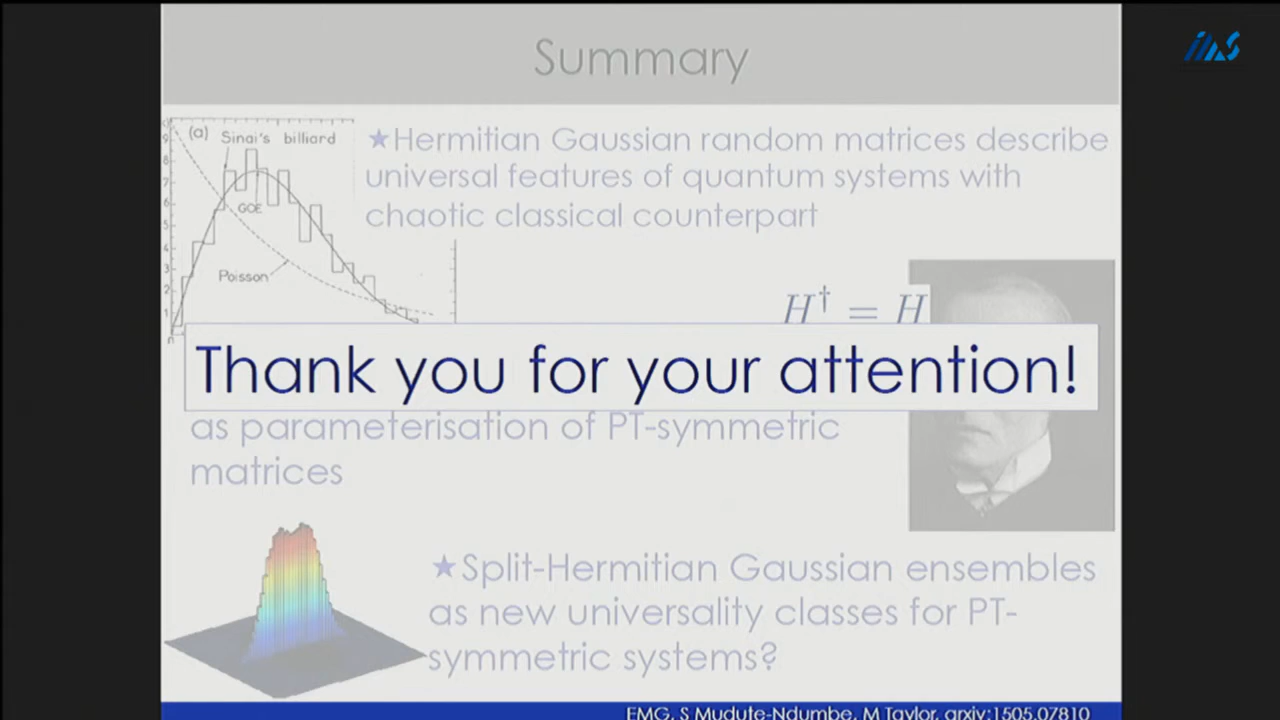 Summary
IMS
(a) Sinai's billiard
GOE
Poisson
★Hermitian Gaussian random matrices describe
universal features of quantum systems with
chaotic classical counterpart
H† = H
Thank you for your attention!
as parameterisation of PT-symmetric
matrices
★Split-Hermitian Gaussian ensembles
as new universality classes for PT-
symmetric systems?
EMG, S Mudute-Ndumbe, M Taylor, arxiv:1505.07810